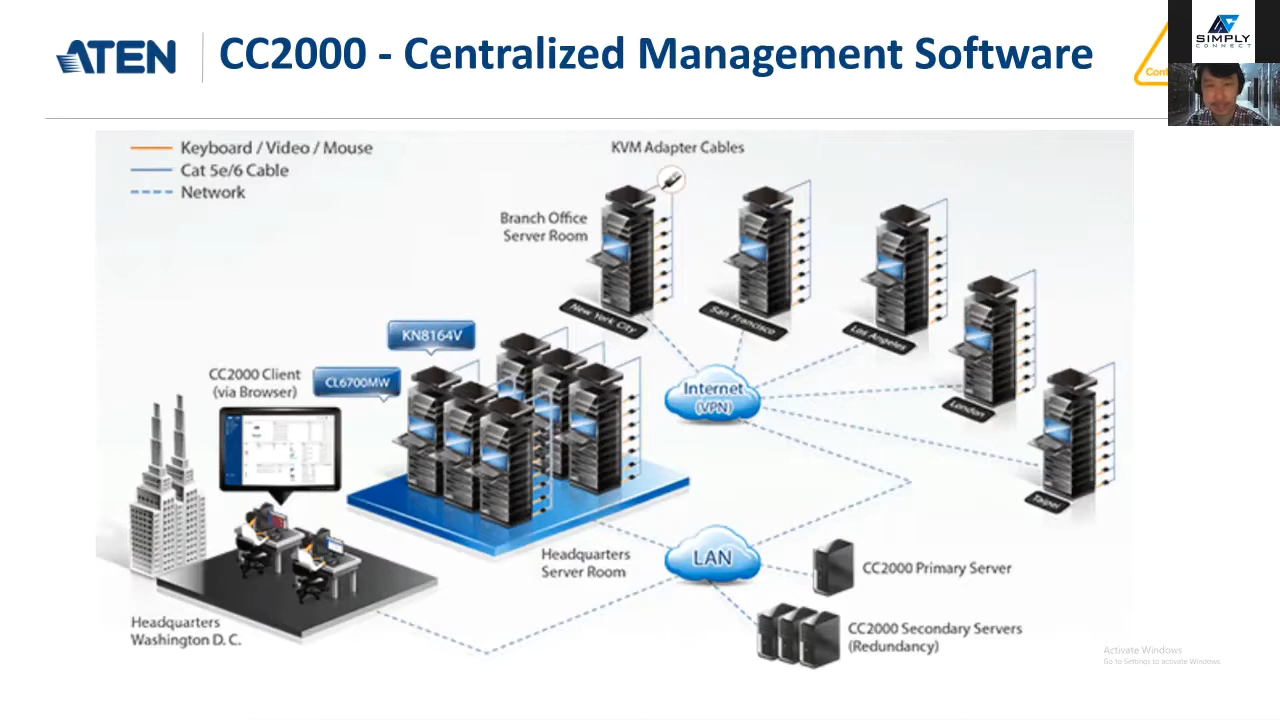 ATEN
CC2000 - Centralized Management Software
Cont
SIMPLY
CONNECT
Keyboard / Video / Mouse
Cat 5e/6 Cable
Network
KVM Adapter Cables
Branch Office
Server Room
New York City
San Francisco
Los Angeles
London
Taipei
KN8164V
CL6700MW
CC2000 Client
(via Browser)
Internet
(VPN)
Headquarters
Server Room
LAN
CC2000 Primary Server
CC2000 Secondary Servers
(Redundancy)
Headquarters
Washington D. C.
Activate Windows
Go to Settings to activate Windows.